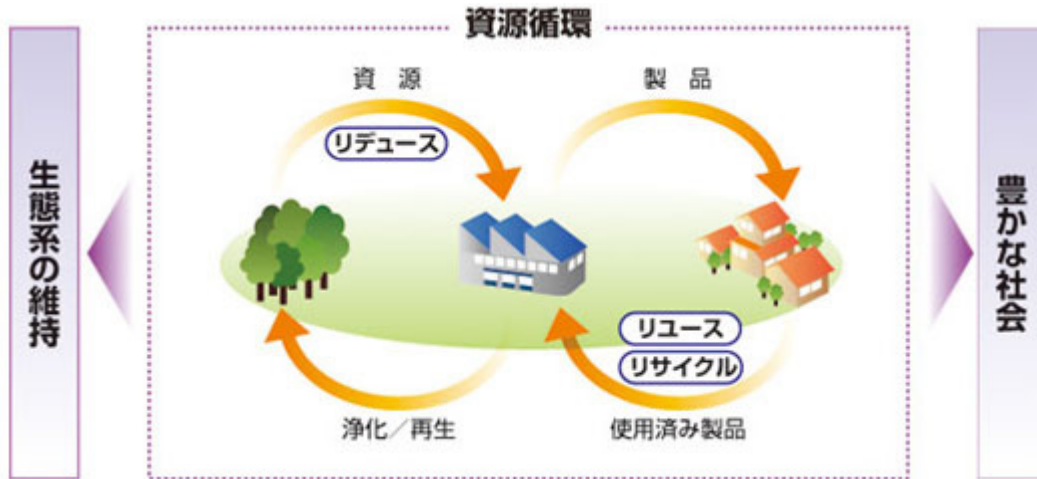 資源循環
生態系の維持
資 源
リデュース
製 品
リユース
リサイクル
浄化／再生
使用済み製品
豊かな社会